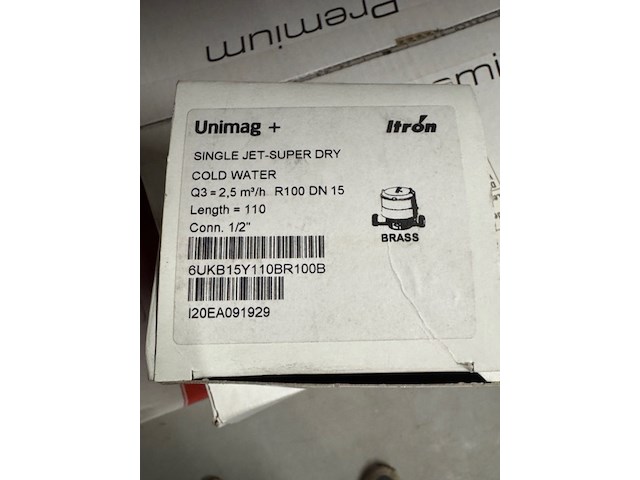 Premium
Unimag +
Itrón
SINGLE JET-SUPER DRY
COLD WATER
Q3 = 2,5 m³/h R100 DN 15
Length = 110
Conn. 1/2"
BRASS
6UKB15Y110BR100B
I20EA091929